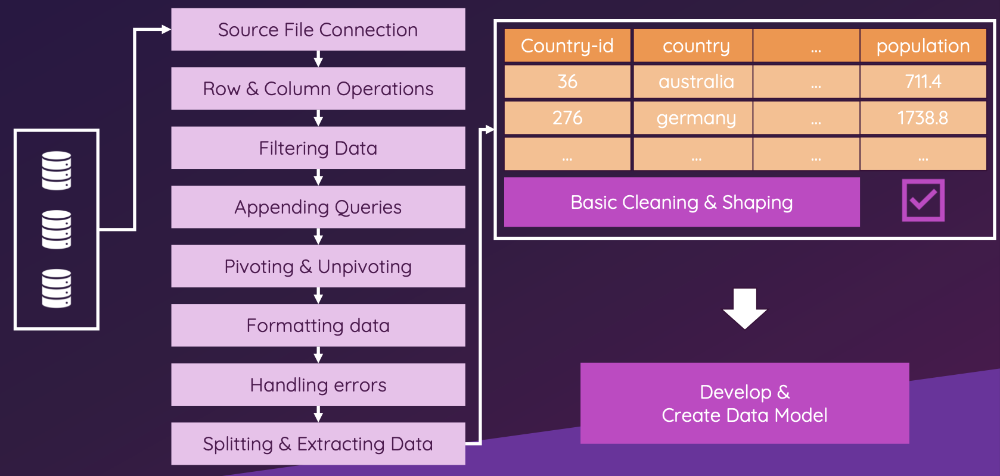 Source File Connection
Row & Column Operations
Filtering Data
Appending Queries
Pivoting & Unpivoting
Formatting data
Handling errors
Splitting & Extracting Data
Country-id country ... population
36 australia ... 711.4
276 germany ... 1738.8
... ... ... ...
Basic Cleaning & Shaping
Develop &
Create Data Model